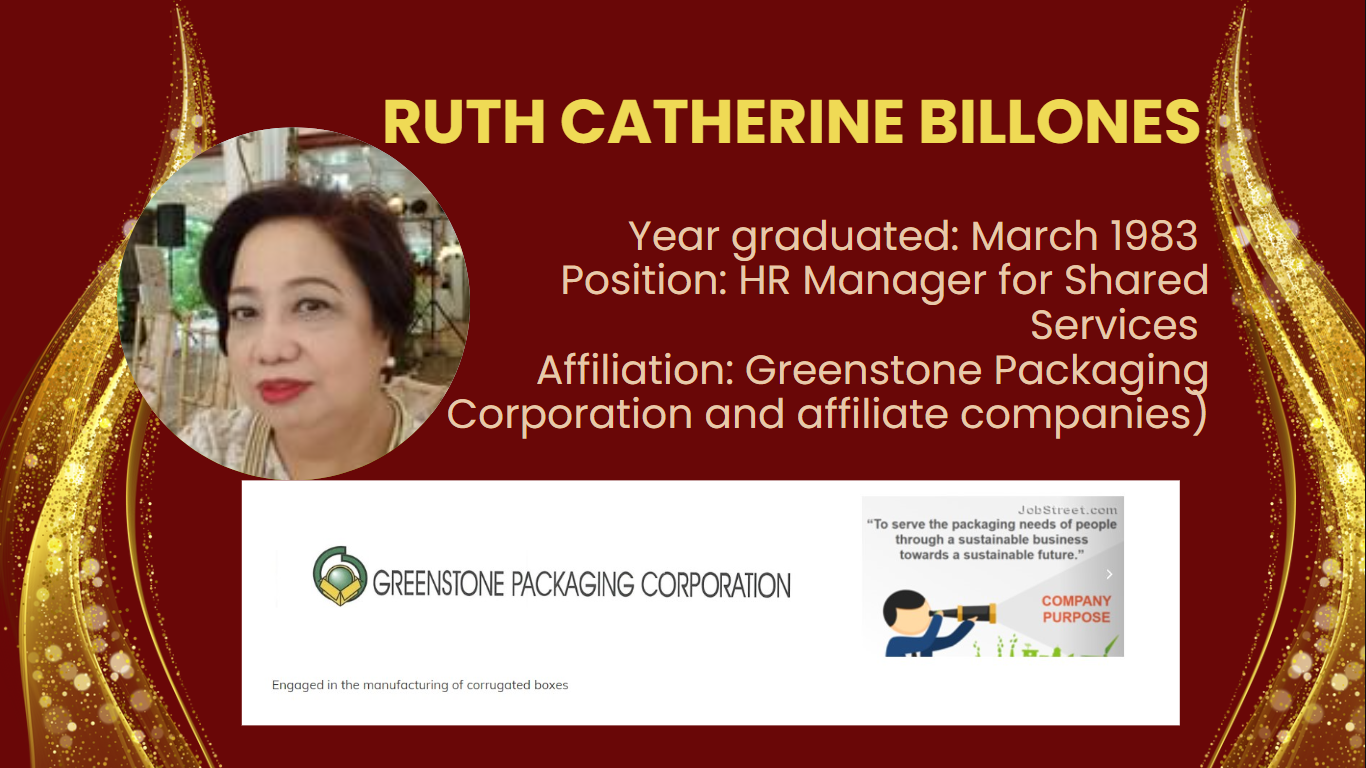 RUTH CATHERINE BILLONES
Year graduated: March 1983
Position: HR Manager for Shared
Services
Affiliation: Greenstone Packaging
Corporation and affiliate companies)
GREENSTONE PACKAGING CORPORATION
JobStreet.com
“To serve the packaging needs of people
through a sustainable business
towards a sustainable future.”
COMPANY
PURPOSE
Engaged in the manufacturing of corrugated boxes